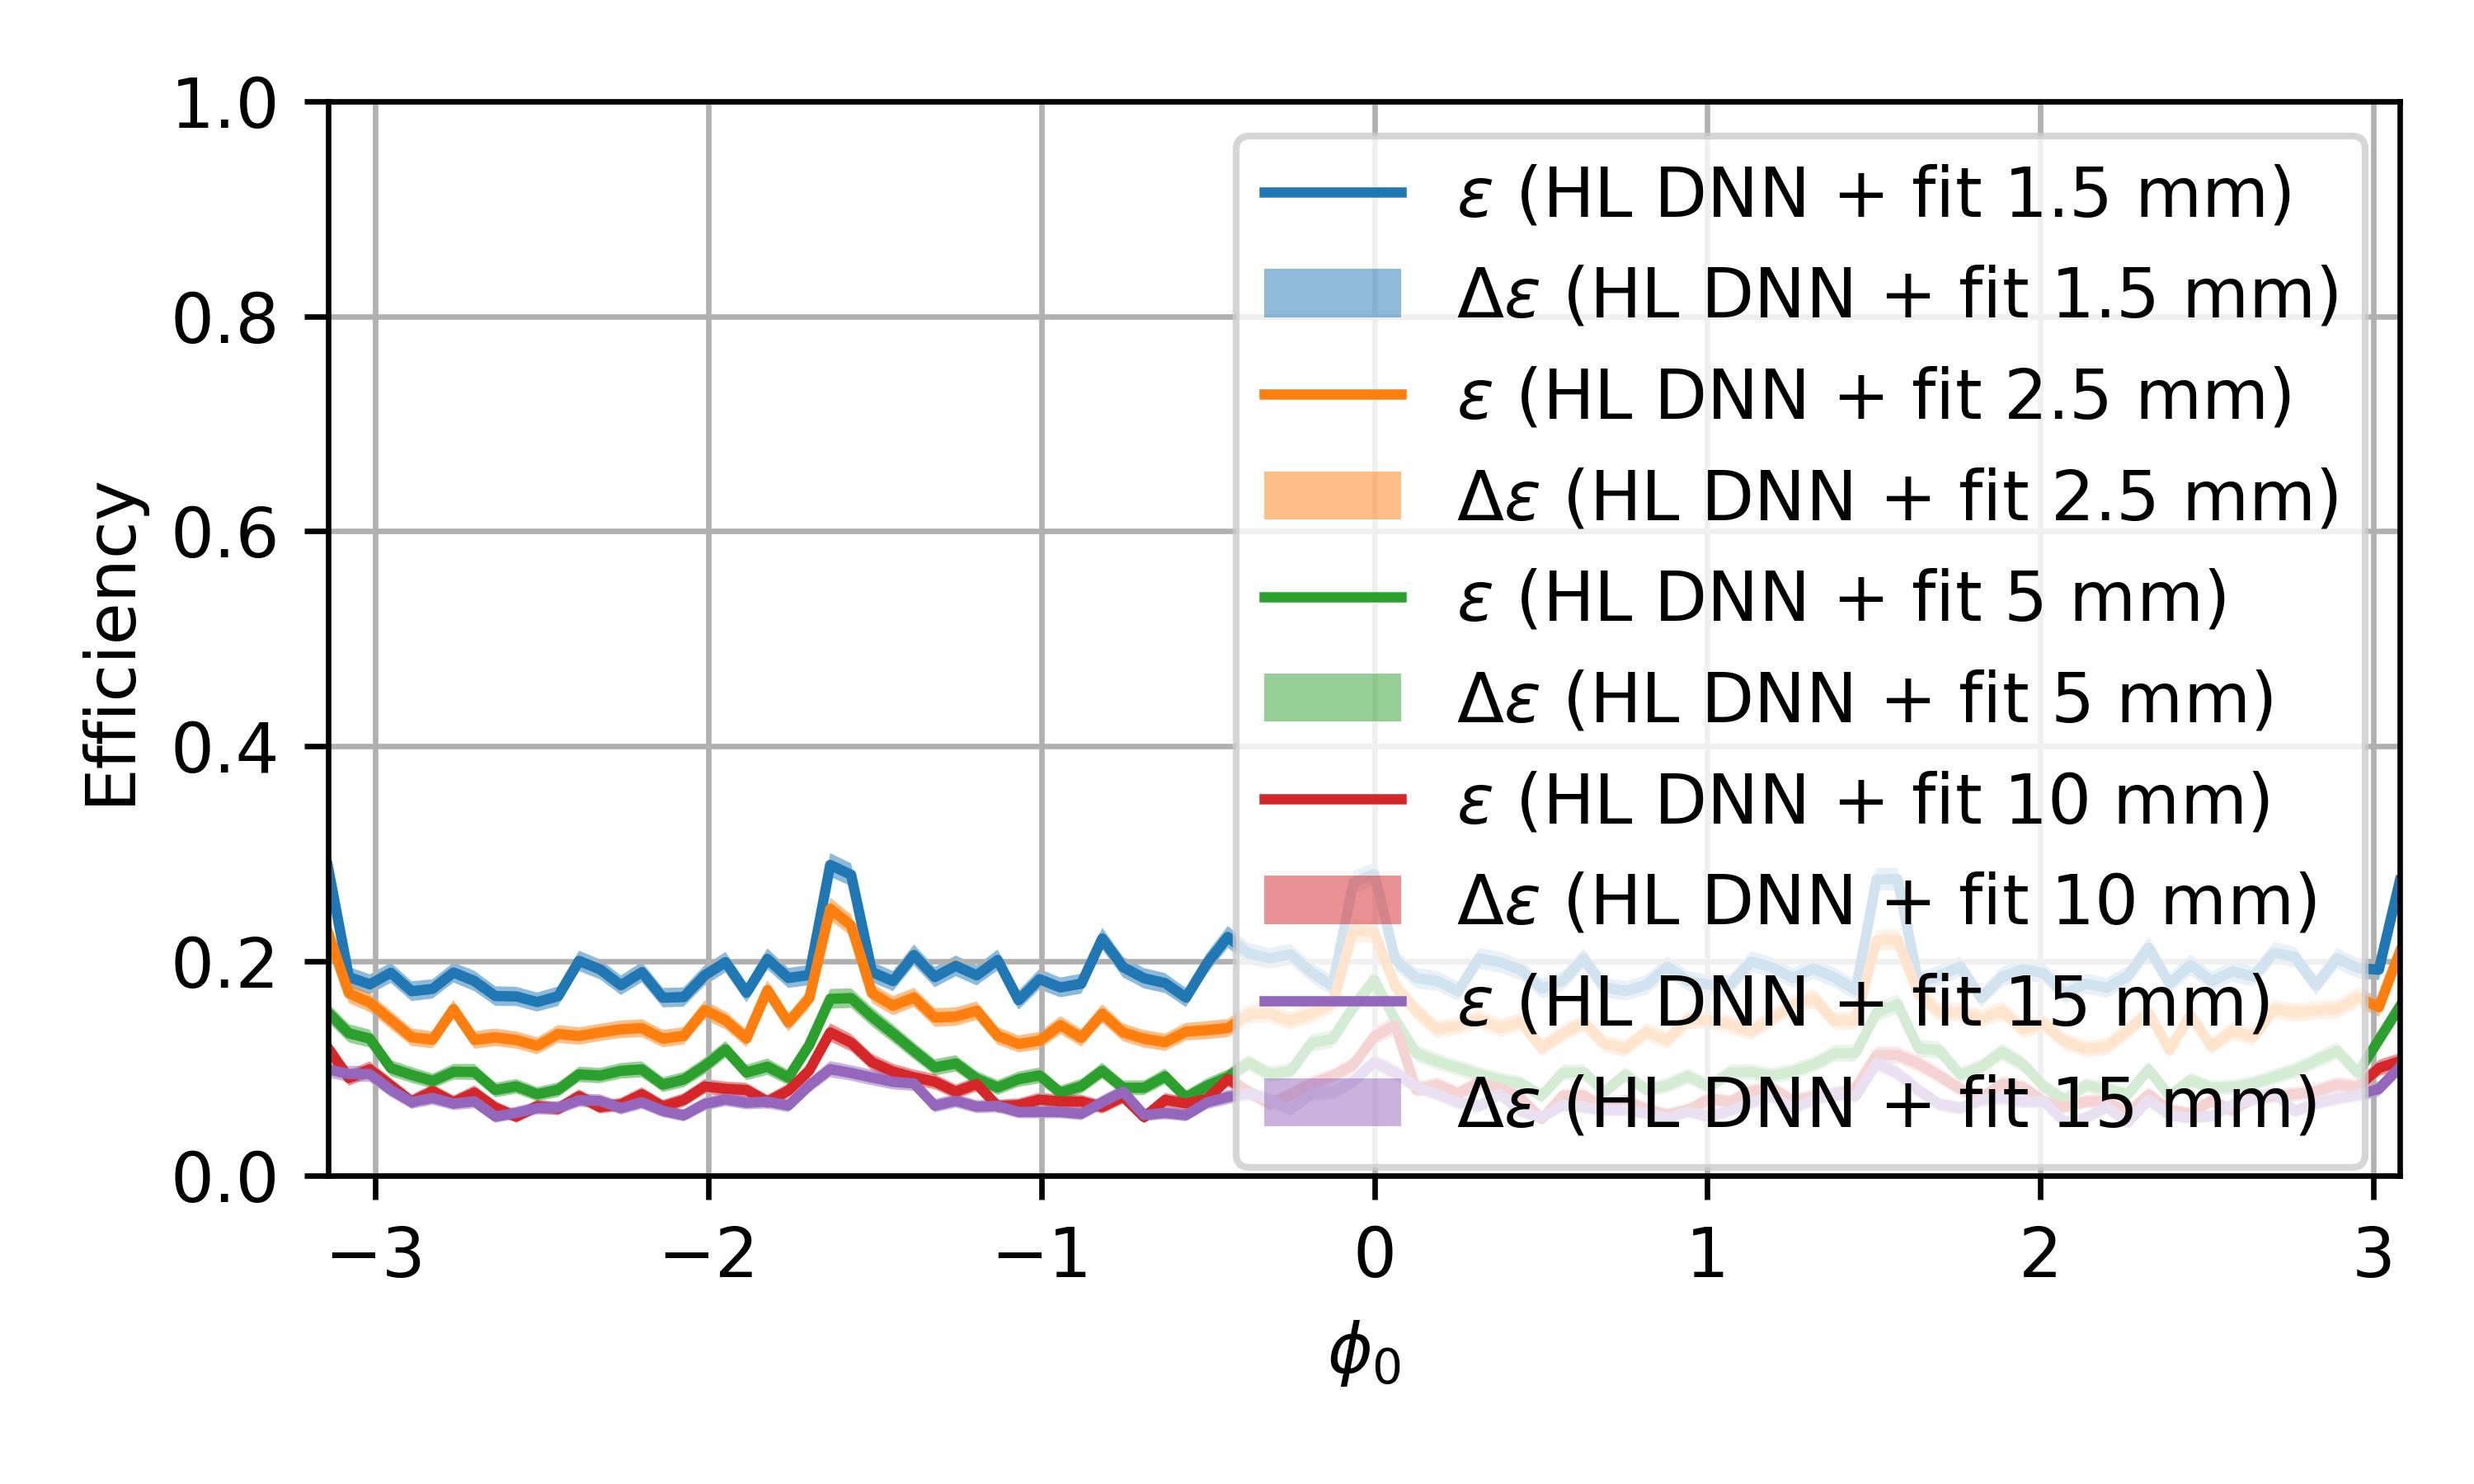 1.0
0.8
0.6
0.4
0.2
0.0
Efficiency
ε (HL DNN + fit 1.5 mm)
Δε (HL DNN + fit 1.5 mm)
ε (HL DNN + fit 2.5 mm)
Δε (HL DNN + fit 2.5 mm)
ε (HL DNN + fit 5 mm)
Δε (HL DNN + fit 5 mm)
ε (HL DNN + fit 10 mm)
Δε (HL DNN + fit 10 mm)
ε (HL DNN + fit 15 mm)
Δε (HL DNN + fit 15 mm)
−3 −2 −1 0 1 2 3
ϕ₀